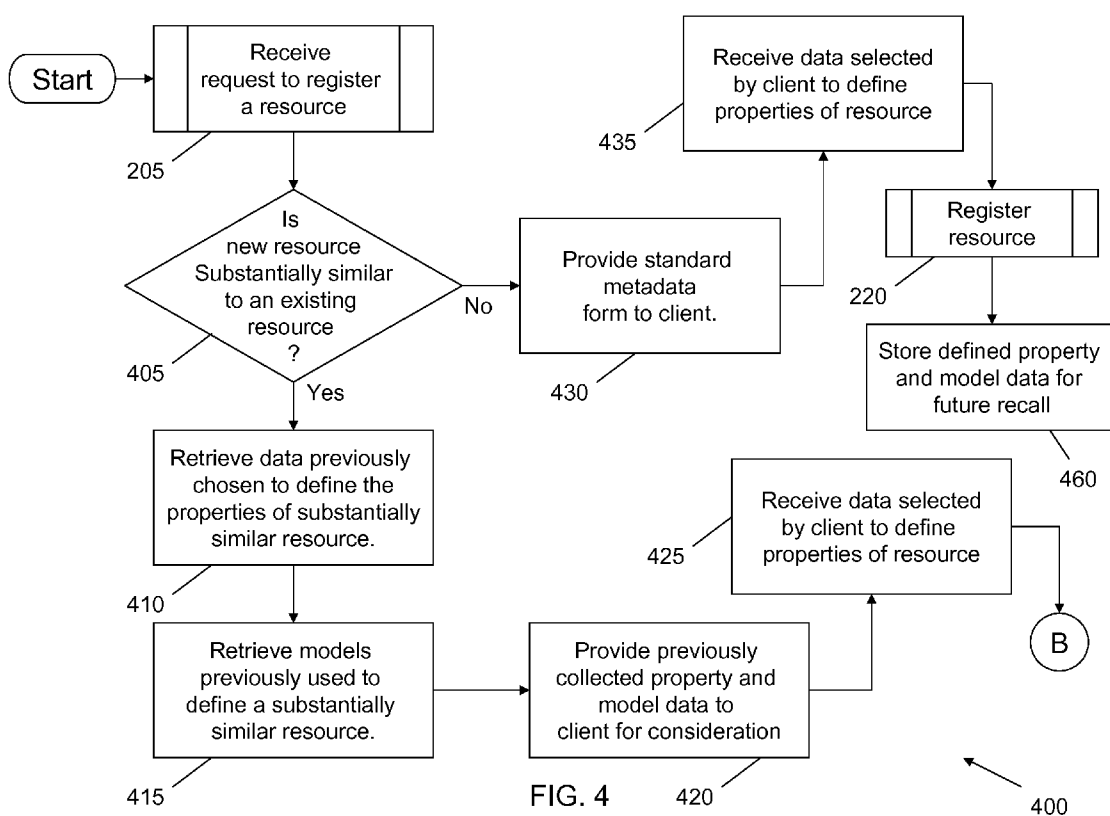 Start
Receive
request to register
a resource
205
Is
new resource
Substantially similar
to an existing
resource
?
405
No
Yes
Provide standard
metadata
form to client.
430
Receive data selected
by client to define
properties of resource
435
Register
resource
220
Store defined property
and model data for
future recall
460
Retrieve data previously
chosen to define the
properties of substantially
similar resource.
410
Retrieve models
previously used to
define a substantially
similar resource.
415
Provide previously
collected property and
model data to
client for consideration
420
Receive data selected
by client to define
properties of resource
425
B
400
FIG. 4